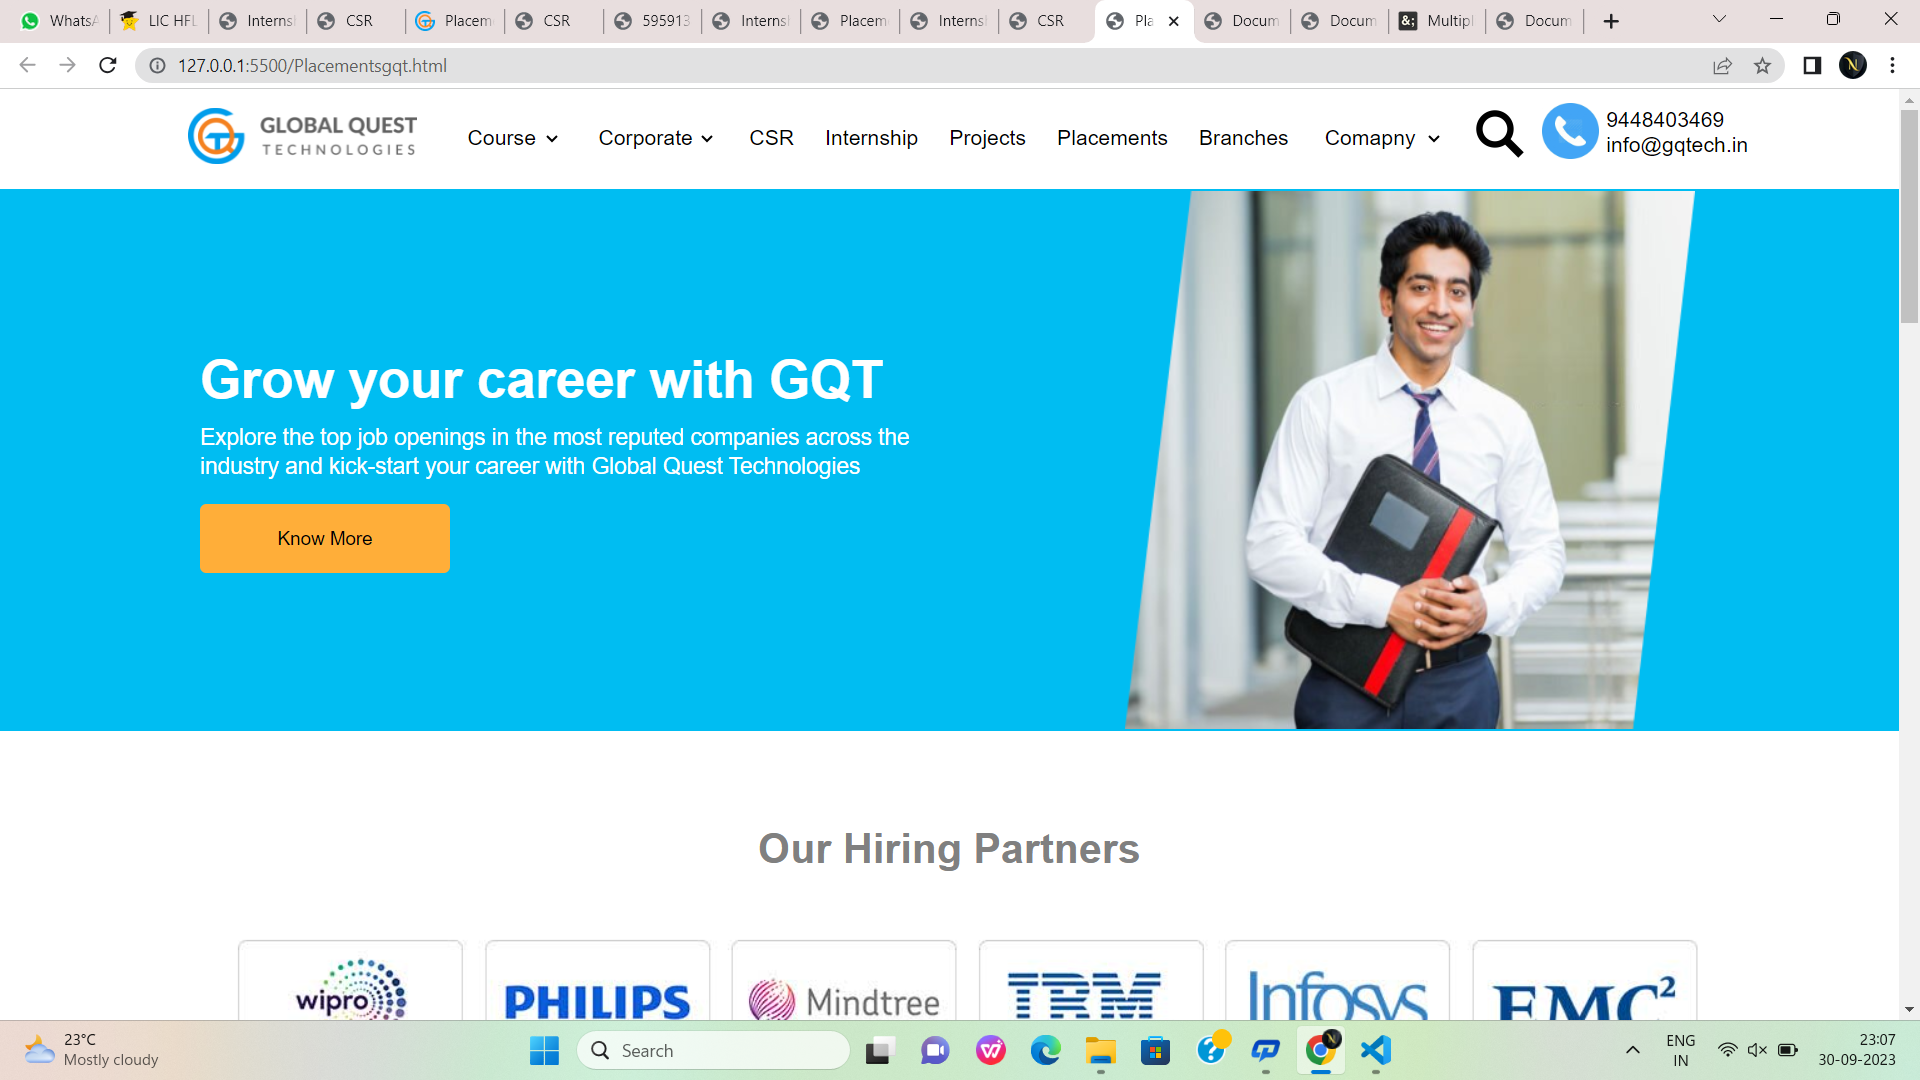 WhatsA
LIC HFL
Interns
CSR
Placem
CSR
595913
Interns
Placem
Interns
CSR
Pla
Docum
Docum
&;
Multipl
Docum
127.0.0.1:5500/Placementsgqt.html
N
GLOBAL QUEST
TECHNOLOGIES
Course
Corporate
CSR
Internship
Projects
Placements
Branches
Comapny
9448403469
info@gqtech.in
Grow your career with GQT
Explore the top job openings in the most reputed companies across the
industry and kick-start your career with Global Quest Technologies
Know More
Our Hiring Partners
wipro
PHILIPS
Mindtree
IBM
Infosys
EMC²
23°C
Mostly cloudy
Search
ENG
IN
23:07
30-09-2023